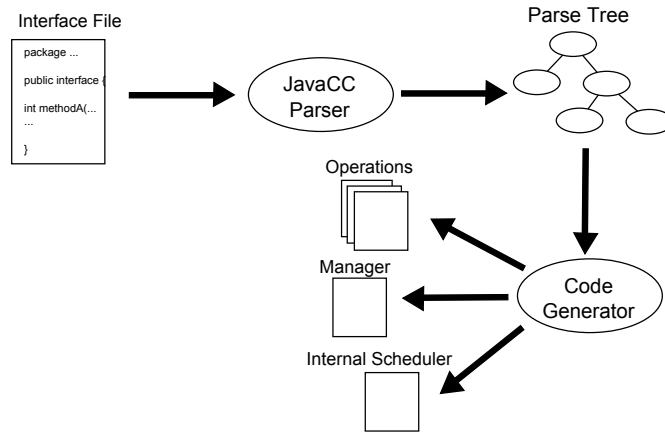 Interface File
package ...
public interface {
int methodA(...
...
}
JavaCC
Parser
Parse Tree
Operations
Manager
Internal Scheduler
Code
Generator